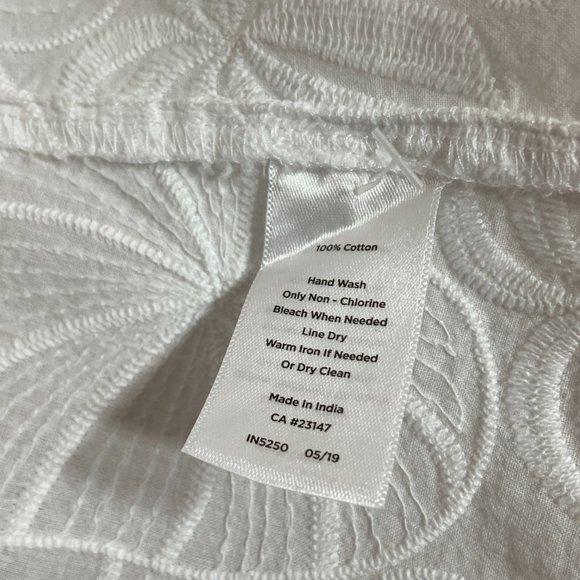 100% Cotton
Hand Wash
Only Non - Chlorine
Bleach When Needed
Line Dry
Warm Iron If Needed
Or Dry Clean
Made In India
CA #23147
IN5250 05/19